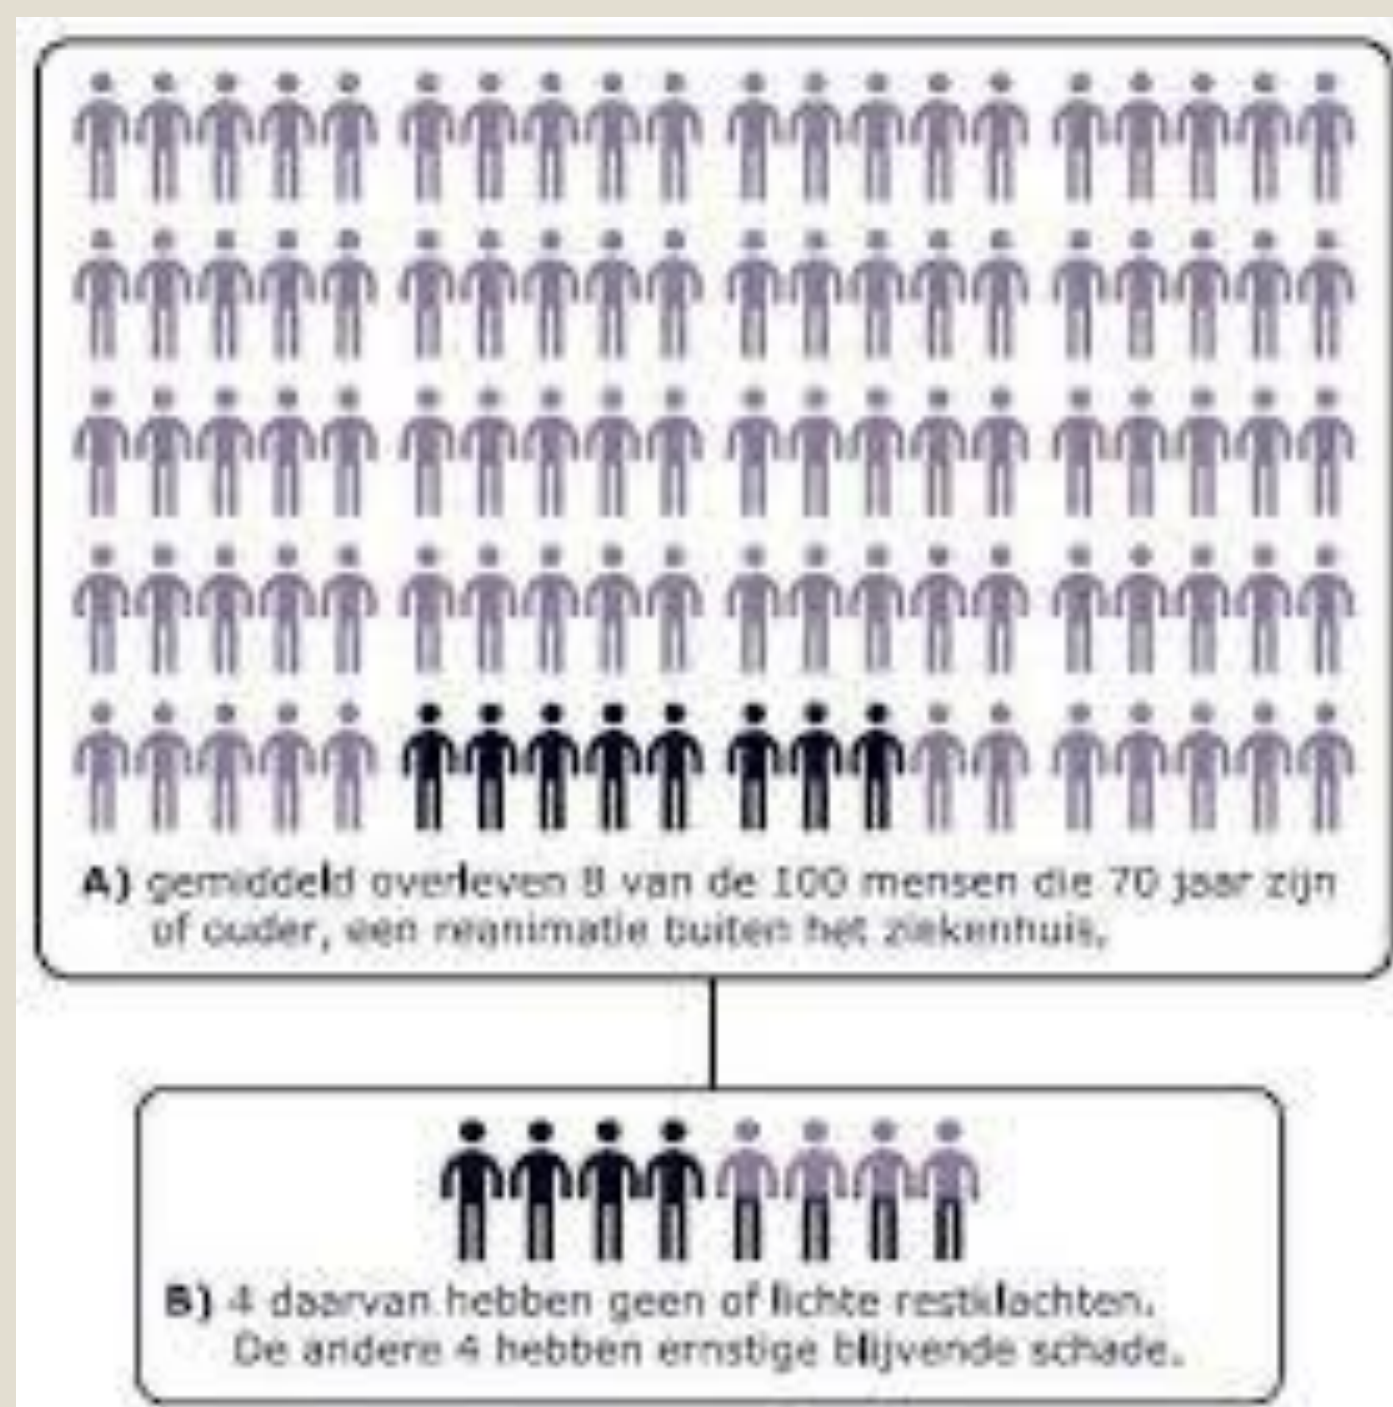 A) gemiddeld overleven 8 van de 100 mensen die 70 jaar zijn
of ouder, een reanimatie buiten het ziekenhuis.
B) 4 daarvan hebben geen of lichte restklachten.
De andere 4 hebben ernstige blijvende schade.